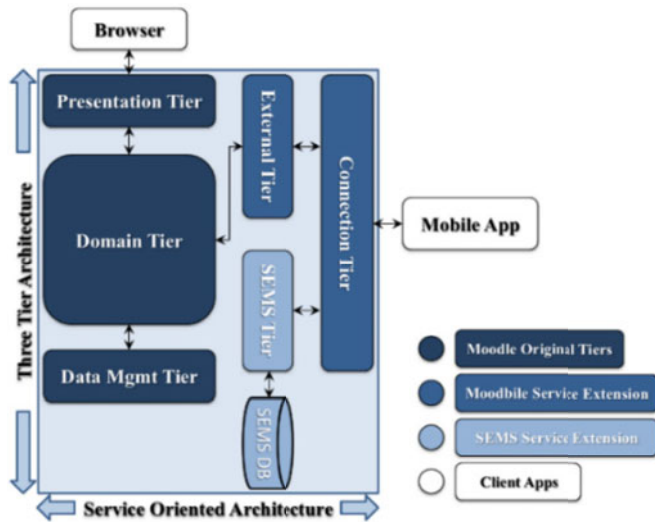 Browser
Presentation Tier
Domain Tier
Data Mgmt Tier
External Tier
SEMS Tier
SEMS DB
Connection Tier
Mobile App
Three Tier Architecture
Service Oriented Architecture
Moodle Original Tiers
Moodbile Service Extension
SEMS Service Extension
Client Apps